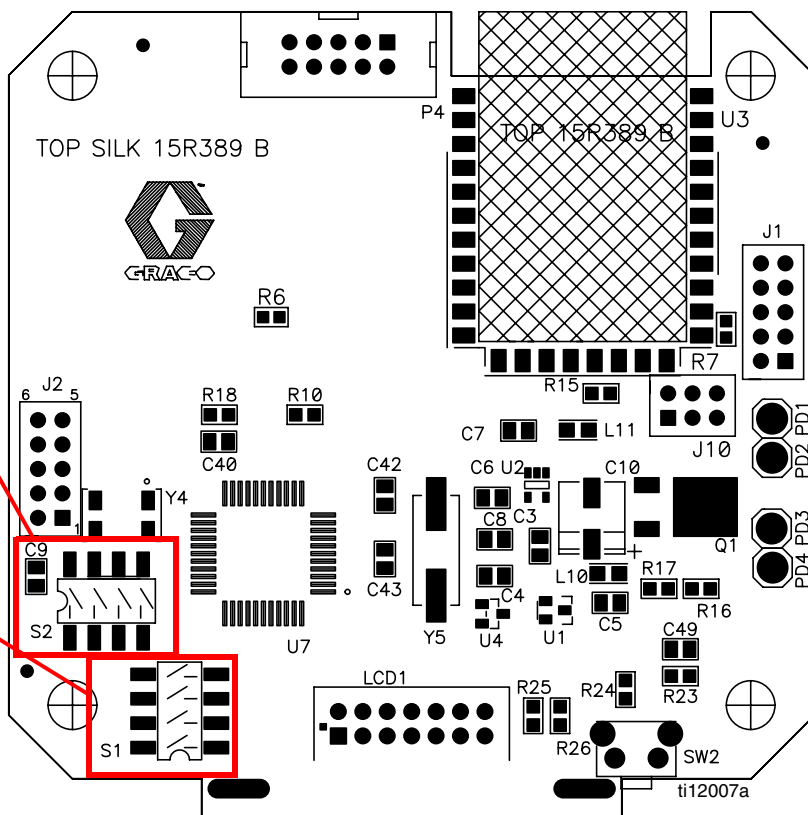 P4
TOP 15R389 B
U3
TOP SILK 15R389 B
GRACO
J1
R6
R7
J2
6 5
R15
R18
R10
C7
L11
J10
PD1
PD2
C40
C42
C6
U2
C10
Y4
1
C8
C3
PD3
Q1
C9
L10
R17
PD4
C43
C4
R16
S2
C5
U7
Y5
U4
U1
C49
LCD1
R25
R24
R23
S1
R26
SW2
ti12007a